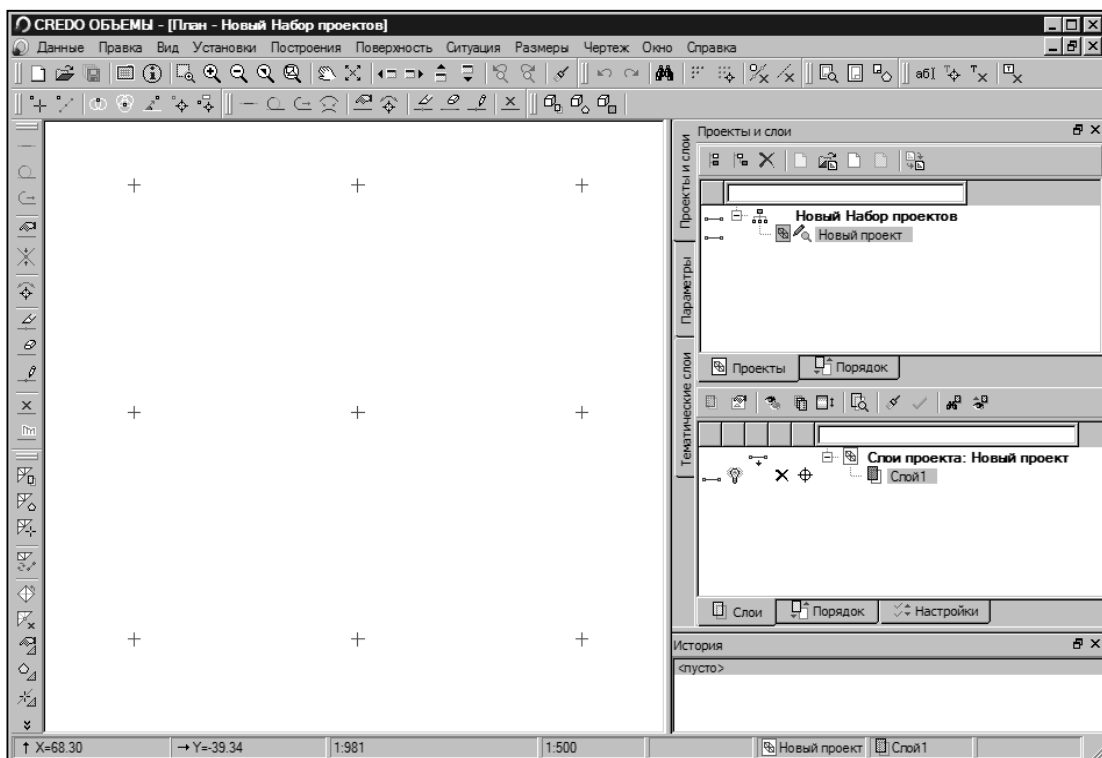 CREDO ОБЪЕМЫ - [План - Новый Набор проектов]
Данные Правка Вид Установки Построения Поверхность Ситуация Размеры Чертеж Окно Справка
абI
Проекты и слои
Проекты и слои
Параметры
Тематические слои
Новый Набор проектов
Новый проект
Проекты Порядок
Слои проекта: Новый проект
Слой1
Слои Порядок Настройки
История
<пусто>
X=68.30 Y=-39.34 1:981 1:500 Новый проект Слой1